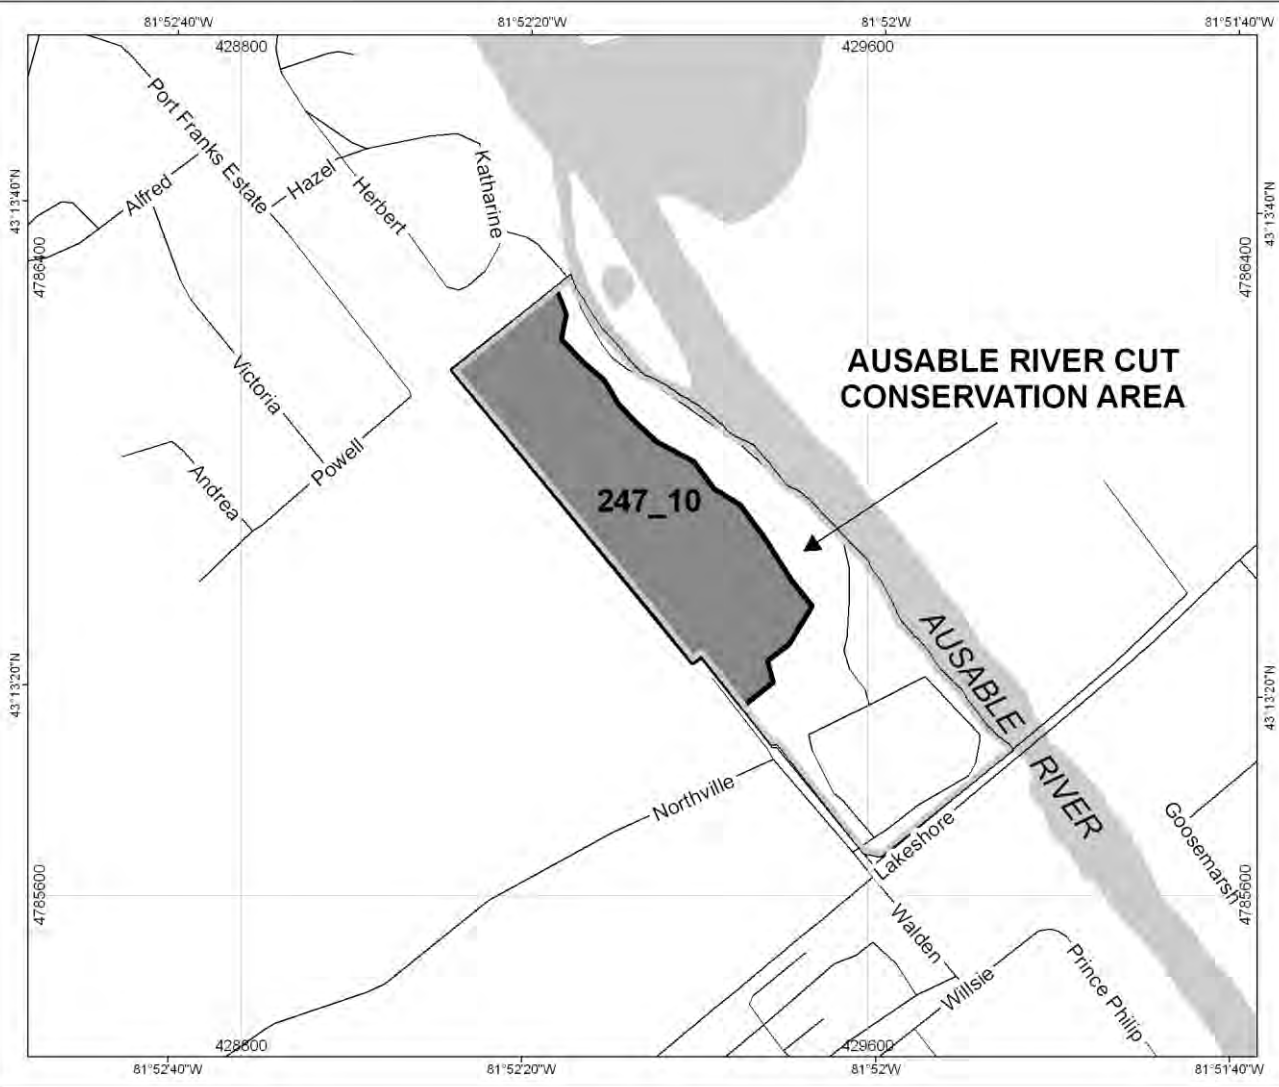 81°52'40"W
81°52'20"W
81°52'W
81°51'40"W
428800
429600
43°13'40"N
43°13'40"N
4786400
4786400
Port Franks Estate
Alfred
Hazel
Herbert
Katharine
Victoria
Andrea
Powell
AUSABLE RIVER CUT
CONSERVATION AREA
247_10
AUSABLE
RIVER
43°13'20"N
43°13'20"N
Northville
Lakeshore
Goosemarsh
4785600
4785600
Walden
Willsie
Prince Philip
428800
429600
81°52'40"W
81°52'20"W
81°52'W
81°51'40"W